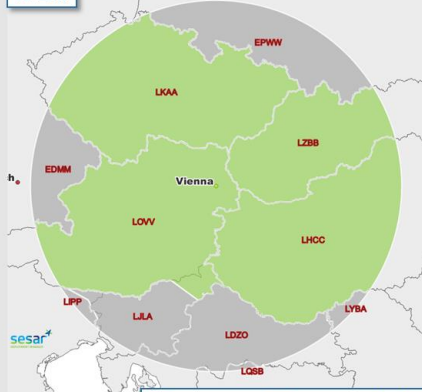 EPWW
LKAA
LZBB
EDMM
h.
Vienna
LOVV
LHCC
LIPP
LJLA
LYBA
LDZO
sesar
LQSB